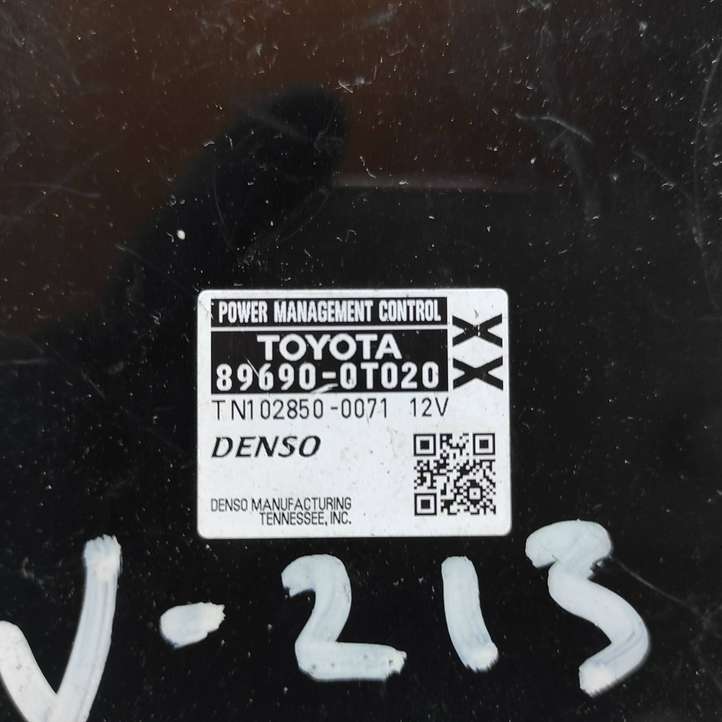 POWER MANAGEMENT CONTROL
TOYOTA
89690-0T020
XX
TN102850-0071 12V
DENSO
DENSO MANUFACTURING
TENNESSEE, INC.
V-213